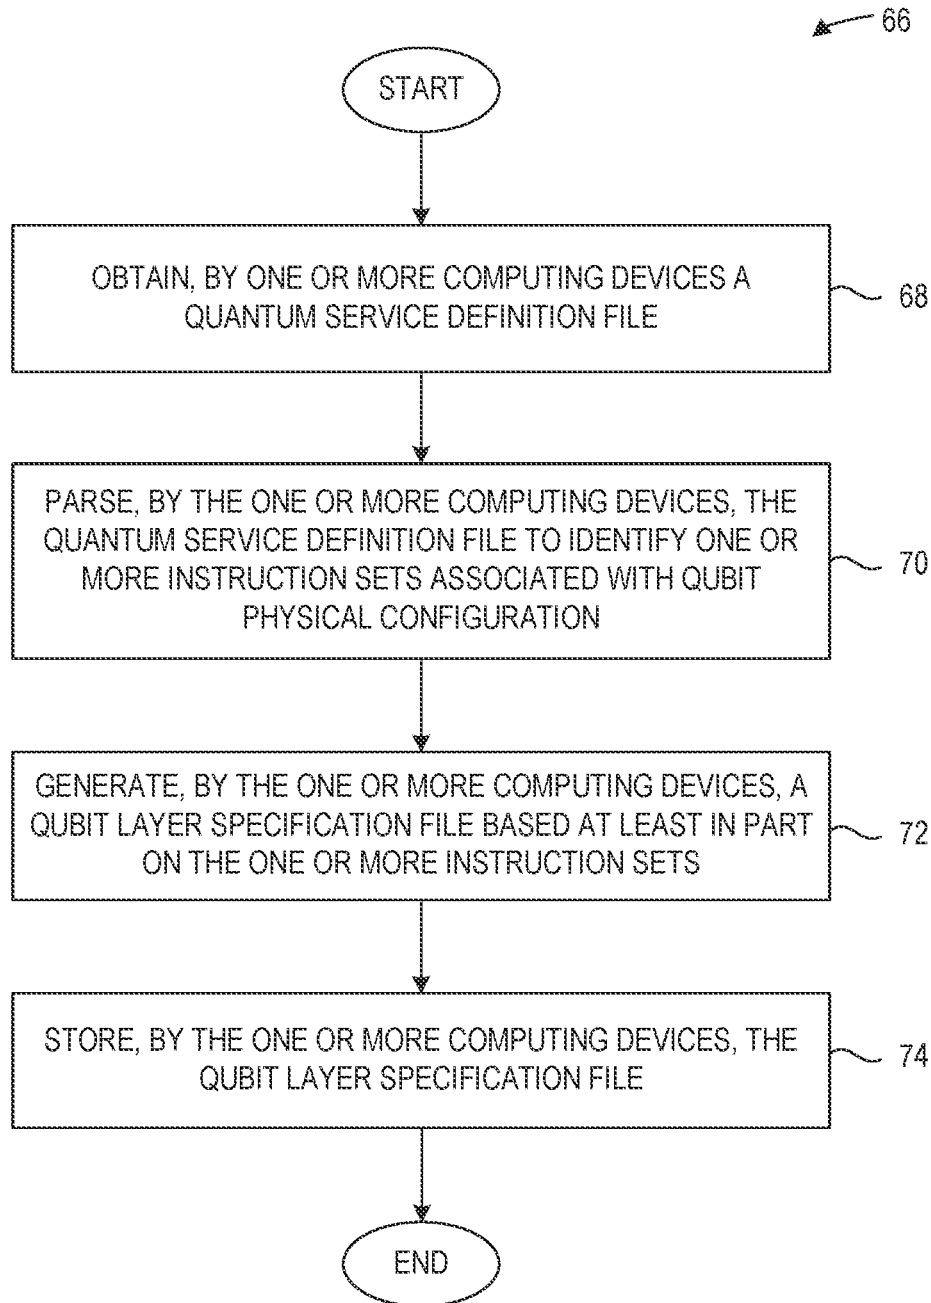 66
START
OBTAIN, BY ONE OR MORE COMPUTING DEVICES A
QUANTUM SERVICE DEFINITION FILE
68
PARSE, BY THE ONE OR MORE COMPUTING DEVICES, THE
QUANTUM SERVICE DEFINITION FILE TO IDENTIFY ONE OR
MORE INSTRUCTION SETS ASSOCIATED WITH QUBIT
PHYSICAL CONFIGURATION
70
GENERATE, BY THE ONE OR MORE COMPUTING DEVICES, A
QUBIT LAYER SPECIFICATION FILE BASED AT LEAST IN PART
ON THE ONE OR MORE INSTRUCTION SETS
72
STORE, BY THE ONE OR MORE COMPUTING DEVICES, THE
QUBIT LAYER SPECIFICATION FILE
74
END